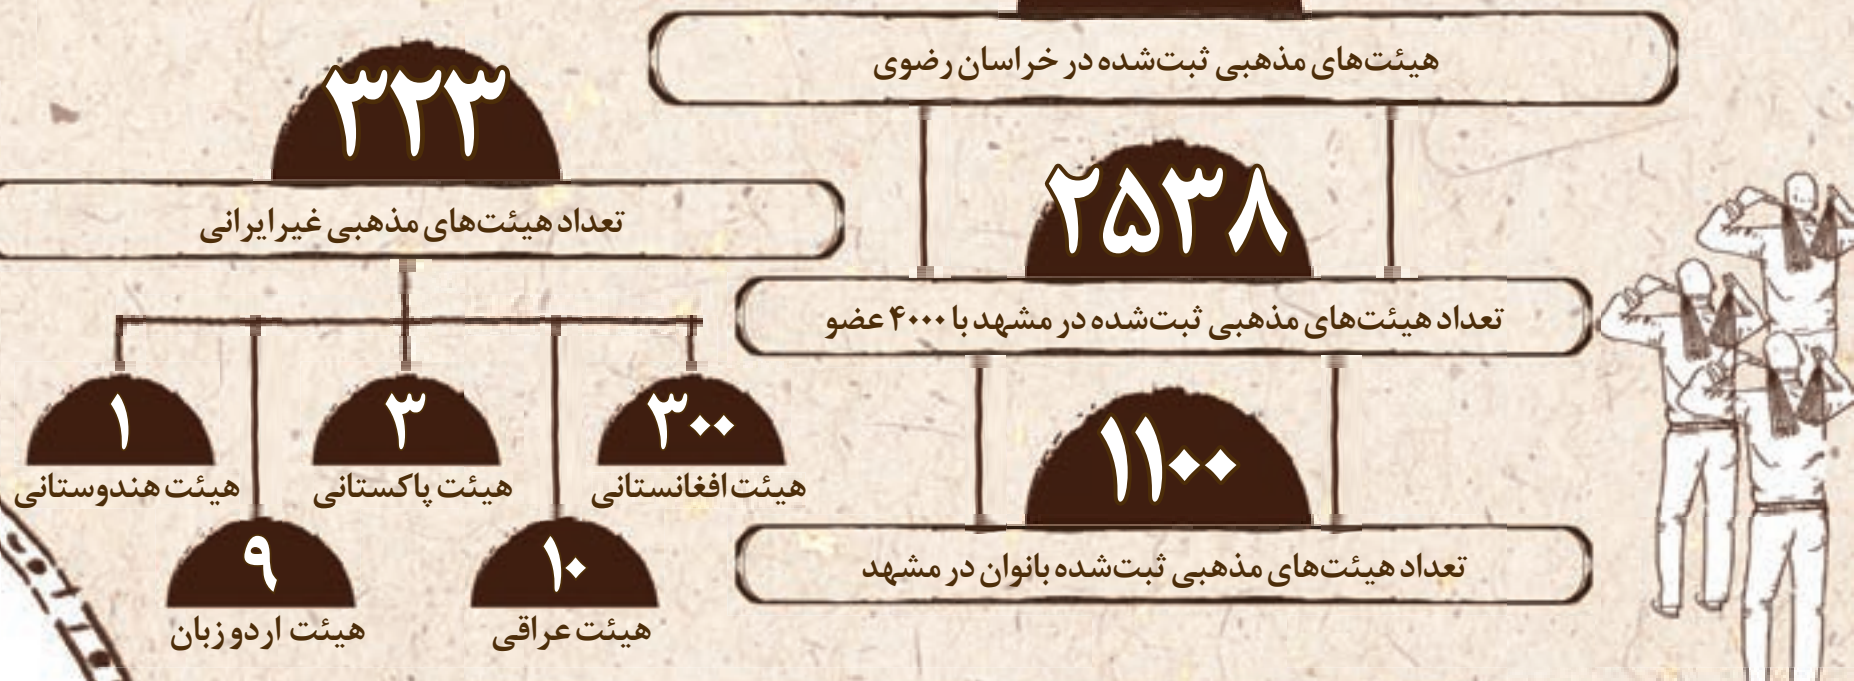 هیئت‌های مذهبی ثبت‌شده در خراسان رضوی
۲۵۳۸
تعداد هیئت‌های مذهبی ثبت‌شده در مشهد با ۴۰۰۰ عضو
۱۱۰۰
تعداد هیئت‌های مذهبی ثبت‌شده بانوان در مشهد
۳۲۳
تعداد هیئت‌های مذهبی غیر ایرانی
۳۰۰
هیئت افغانستانی
۱۰
هیئت عراقی
۳
هیئت پاکستانی
۹
هیئت اردو زبان
۱
هیئت هندوستانی